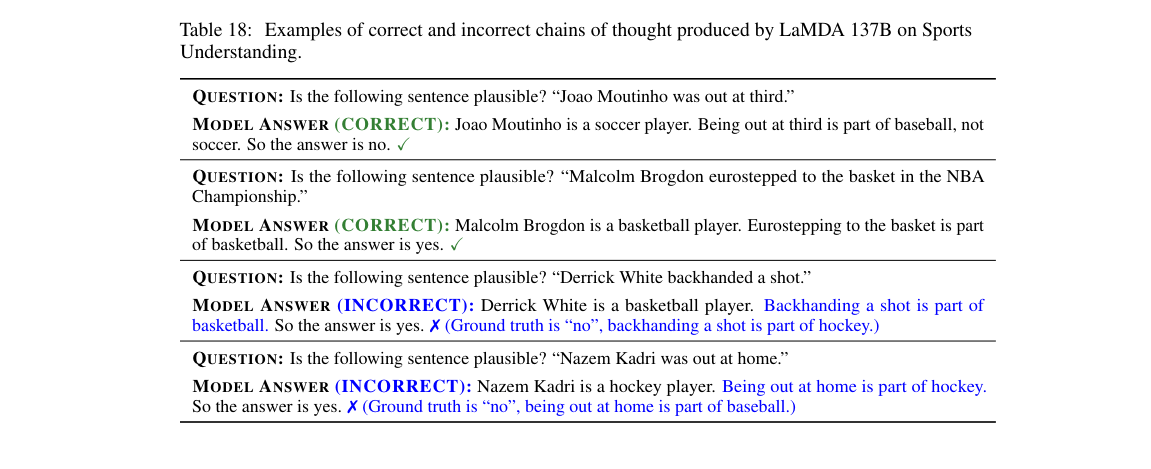 Table 18: Examples of correct and incorrect chains of thought produced by LaMDA 137B on Sports
Understanding.
QUESTION: Is the following sentence plausible? “Joao Moutinho was out at third.”
MODEL ANSWER (CORRECT): Joao Moutinho is a soccer player. Being out at third is part of baseball, not
soccer. So the answer is no. ✓
QUESTION: Is the following sentence plausible? “Malcolm Brogdon eurostepped to the basket in the NBA
Championship.”
MODEL ANSWER (CORRECT): Malcolm Brogdon is a basketball player. Eurostepping to the basket is part
of basketball. So the answer is yes. ✓
QUESTION: Is the following sentence plausible? “Derrick White backhanded a shot.”
MODEL ANSWER (INCORRECT): Derrick White is a basketball player. Backhanding a shot is part of
basketball. So the answer is yes. ✗ (Ground truth is “no”, backhanding a shot is part of hockey.)
QUESTION: Is the following sentence plausible? “Nazem Kadri was out at home.”
MODEL ANSWER (INCORRECT): Nazem Kadri is a hockey player. Being out at home is part of hockey.
So the answer is yes. ✗ (Ground truth is “no”, being out at home is part of baseball.)